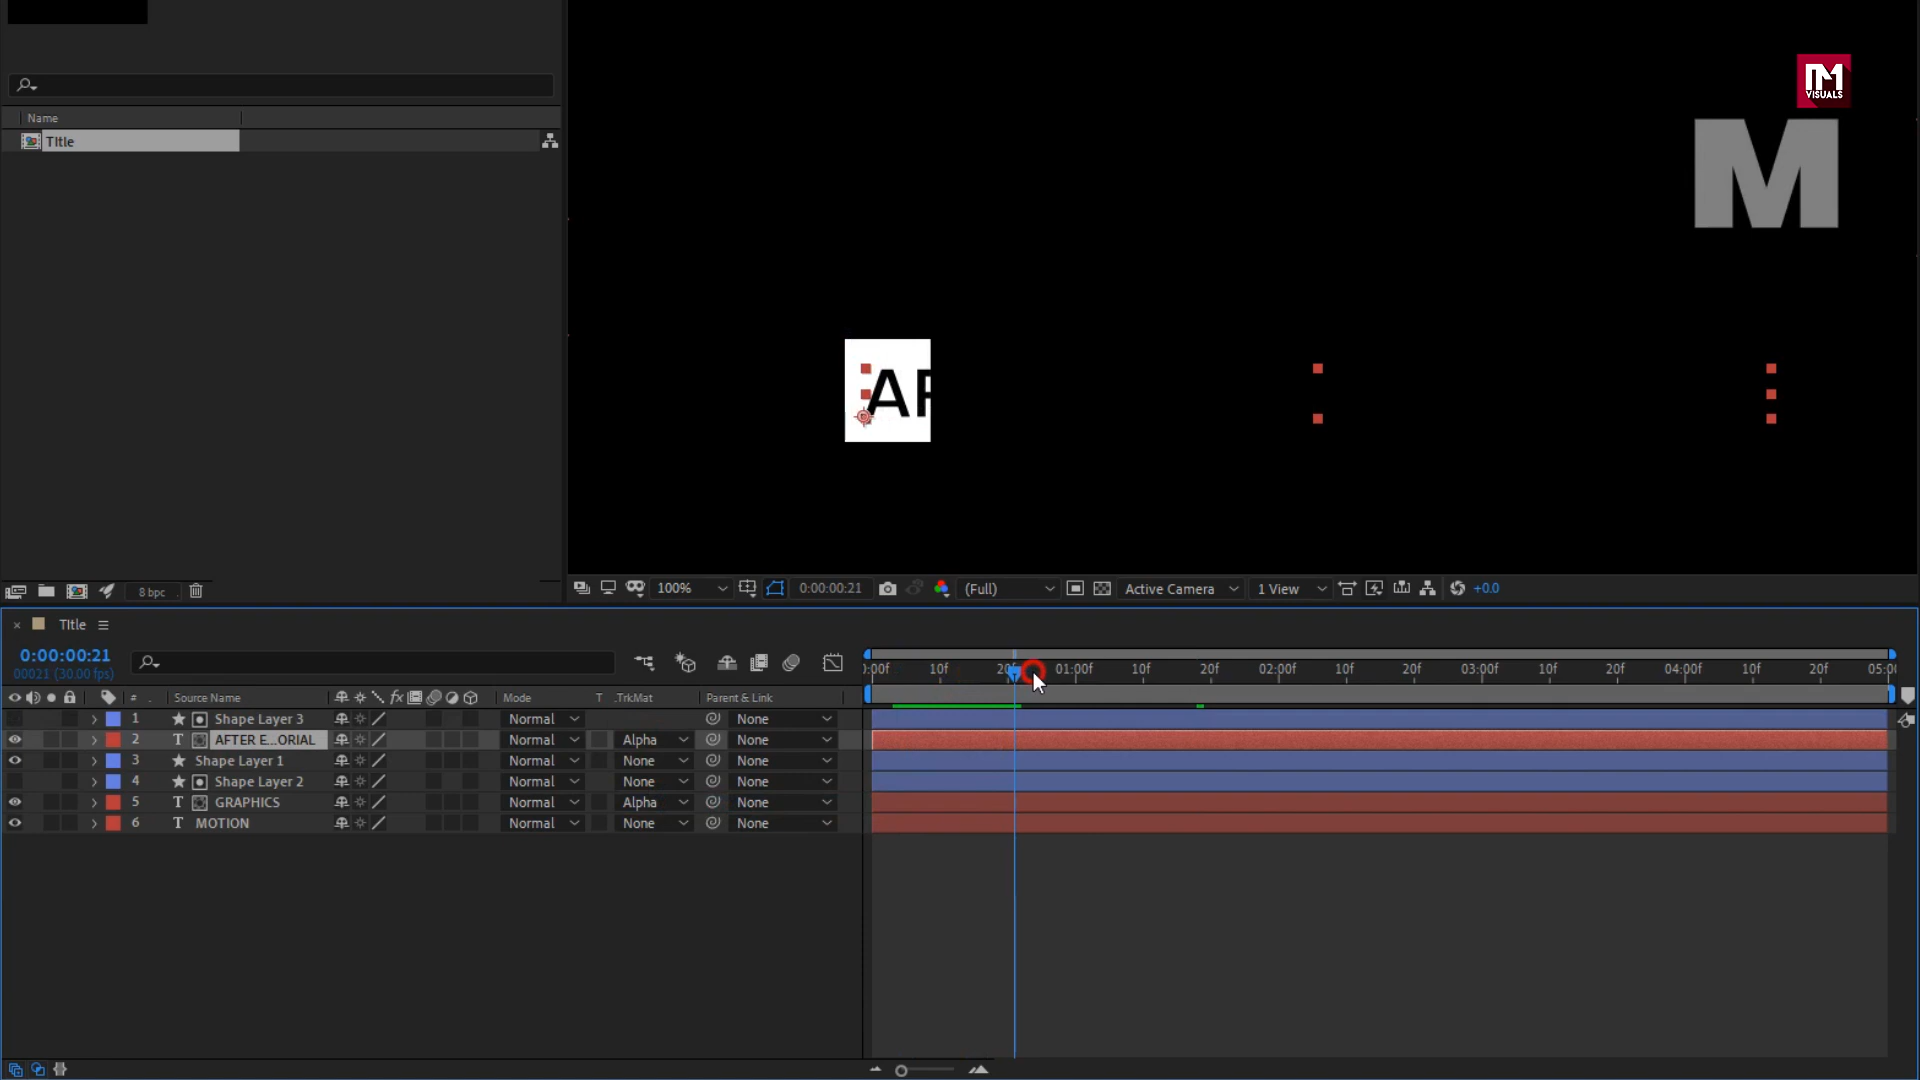 M VISUALS
M
Name
TItle
AF
8 bpc
100%
0:00:00:21
(Full)
Active Camera
1 View
+0.0
TItle
0:00:00:21
00021 (30.00 fps)
:00f 10f 20f 01:00f 10f 20f 02:00f 10f 20f 03:00f 10f 20f 04:00f 10f 20f 05:00
# . Source Name fx Mode T .TrkMat Parent & Link
1 Shape Layer 3 Normal None
2 T AFTER E...ORIAL Normal Alpha None
3 Shape Layer 1 Normal None None
4 Shape Layer 2 Normal None None
5 T GRAPHICS Normal Alpha None
6 T MOTION Normal None None